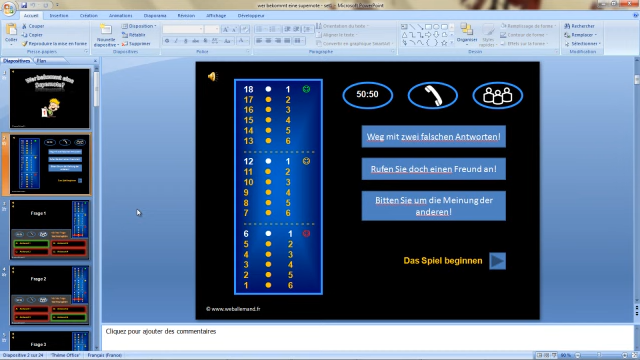 wer bekommt eine supernote - set... - Microsoft PowerPoint
Accueil Insertion Création Animations Diaporama Révision Affichage Développeur
Coller
Couper
Copier
Reproduire la mise en forme
Presse-papiers
Nouvelle diapositive
Disposition
Rétablir
Supprimer
Diapositives
Police
Paragraphe
Orientation du texte
Aligner le texte
Convertir en graphique SmartArt
Organiser
Styles rapides
Remplissage de forme
Contour de forme
Effets sur la forme
Dessin
Rechercher
Remplacer
Sélectionner
Modification
Diapositives Plan
Wer bekommt eine
Supernote?
Frage 1
Frage 2
Frage 3
18 1
17 2
16 3
15 4
14 5
13 6
12 1
11 2
10 3
9 4
8 5
7 6
6 1
5 2
4 3
3 4
2 5
1 6
50:50
Weg mit zwei falschen Antworten!
Rufen Sie doch einen Freund an!
Bitten Sie um die Meinung der
anderen!
Das Spiel beginnen
© www.weballemand.fr
Cliquez pour ajouter des commentaires
Diapositive 2 sur 24 "Thème Office" Français (France)